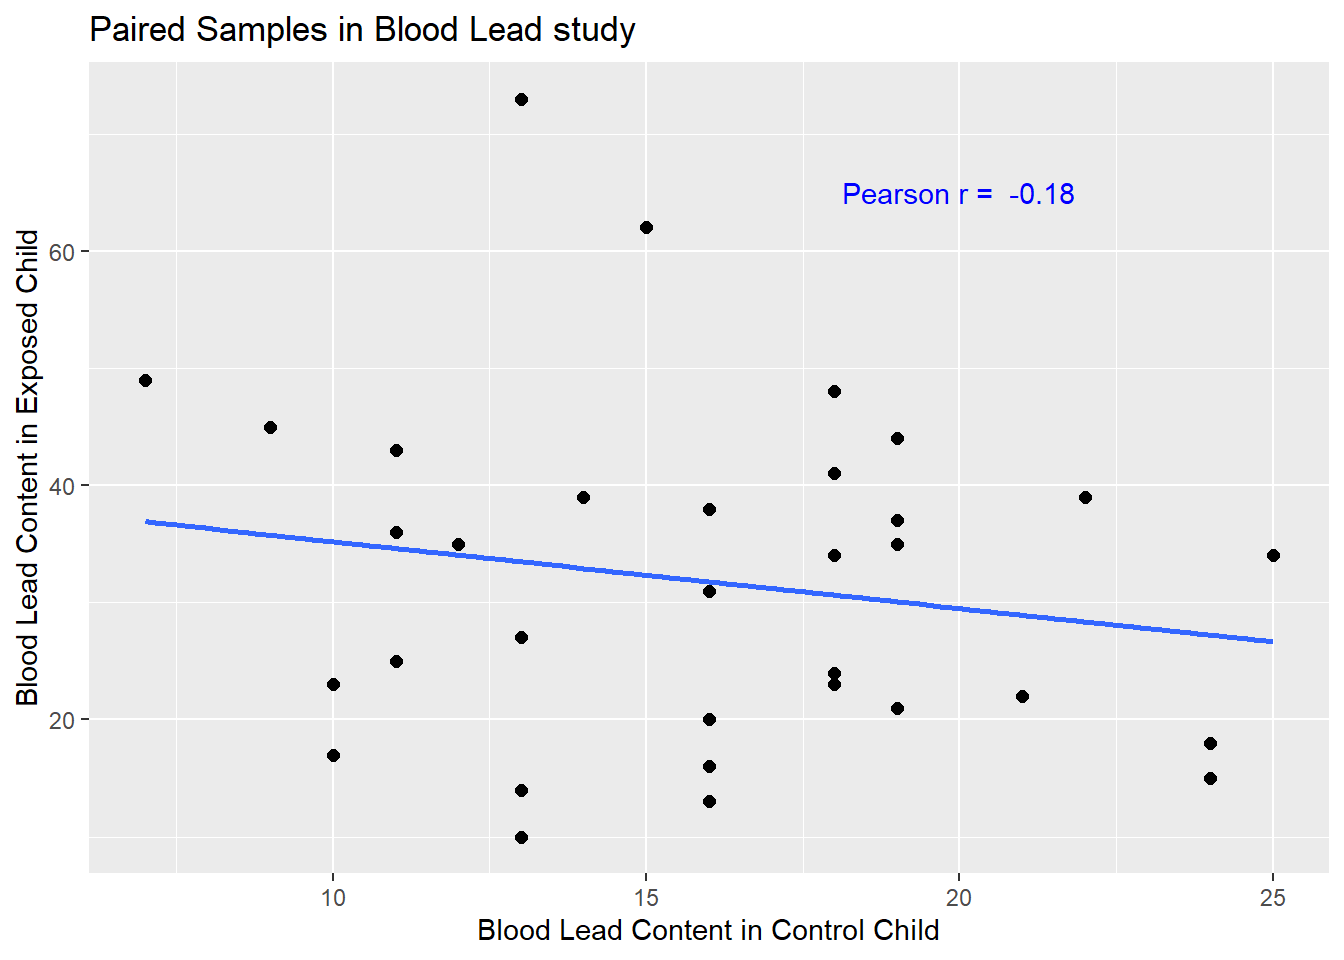 Paired Samples in Blood Lead study
Pearson r =  -0.18
Blood Lead Content in Exposed Child
60
40
20
10
15
20
25
Blood Lead Content in Control Child